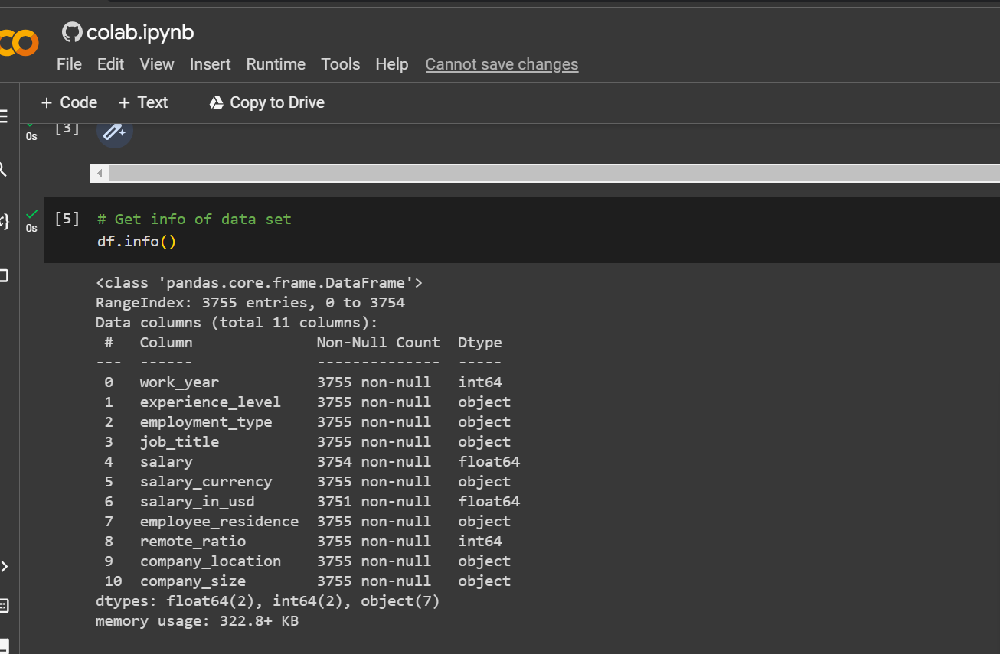 colab.ipynb
File Edit View Insert Runtime Tools Help Cannot save changes
+ Code + Text Copy to Drive
[3]
0s
[5] # Get info of data set
0s
df.info()
<class 'pandas.core.frame.DataFrame'>
RangeIndex: 3755 entries, 0 to 3754
Data columns (total 11 columns):
 #   Column              Non-Null Count  Dtype
---  ------              --------------  -----
 0   work_year           3755 non-null   int64
 1   experience_level    3755 non-null   object
 2   employment_type     3755 non-null   object
 3   job_title           3755 non-null   object
 4   salary              3754 non-null   float64
 5   salary_currency     3755 non-null   object
 6   salary_in_usd       3751 non-null   float64
 7   employee_residence  3755 non-null   object
 8   remote_ratio        3755 non-null   int64
 9   company_location    3755 non-null   object
 10  company_size        3755 non-null   object
dtypes: float64(2), int64(2), object(7)
memory usage: 322.8+ KB